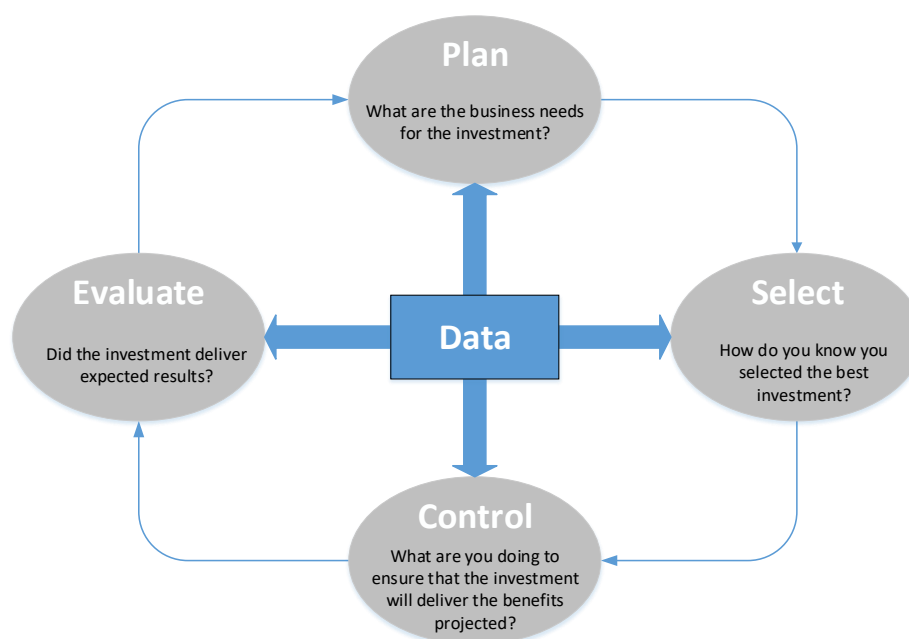 Plan
What are the business needs
for the investment?
Evaluate
Did the investment deliver
expected results?
Data
Select
How do you know you
selected the best
investment?
Control
What are you doing to
ensure that the investment
will deliver the benefits
projected?